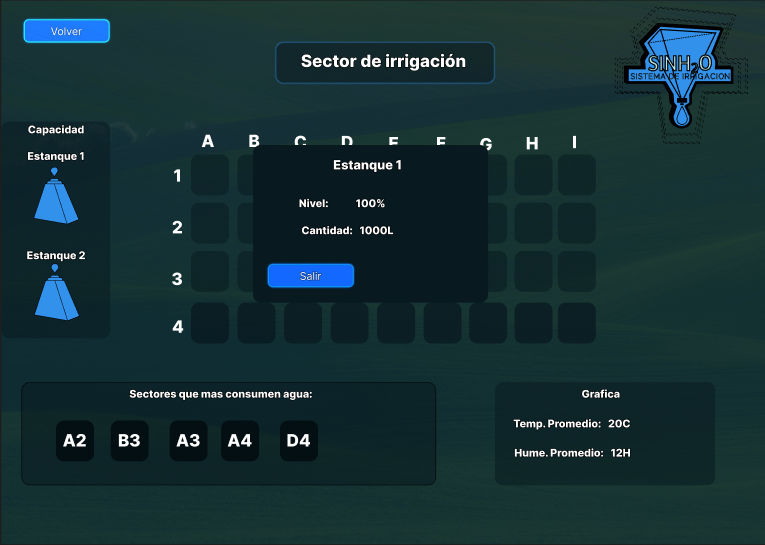 Volver
Sector de irrigación
SINH2O
SISTEMA DE IRRIGACION
Capacidad
Estanque 1
Estanque 2
A B C D E F G H I
1
2
3
4
Estanque 1
Nivel: 100%
Cantidad: 1000L
Salir
Sectores que mas consumen agua:
A2 B3 A3 A4 D4
Grafica
Temp. Promedio: 20C
Hume. Promedio: 12H